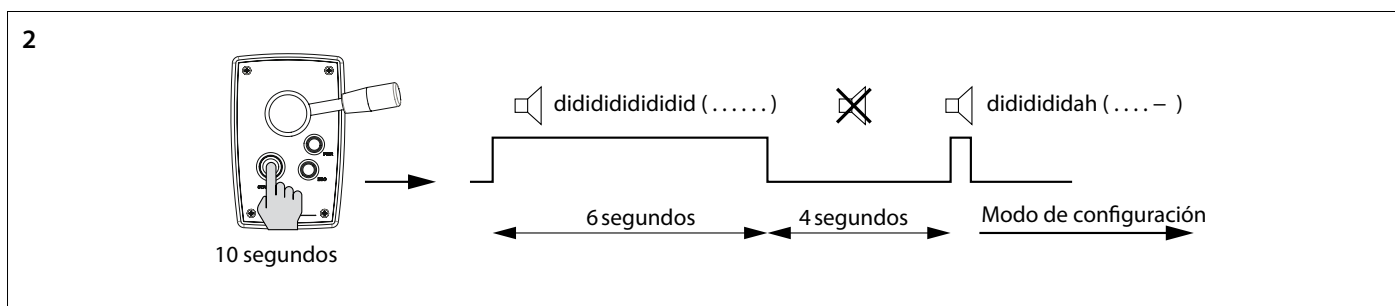 2
didididididid ( . . . . . . )
didididah ( . . . . – )
6 segundos
4 segundos
Modo de configuración
10 segundos